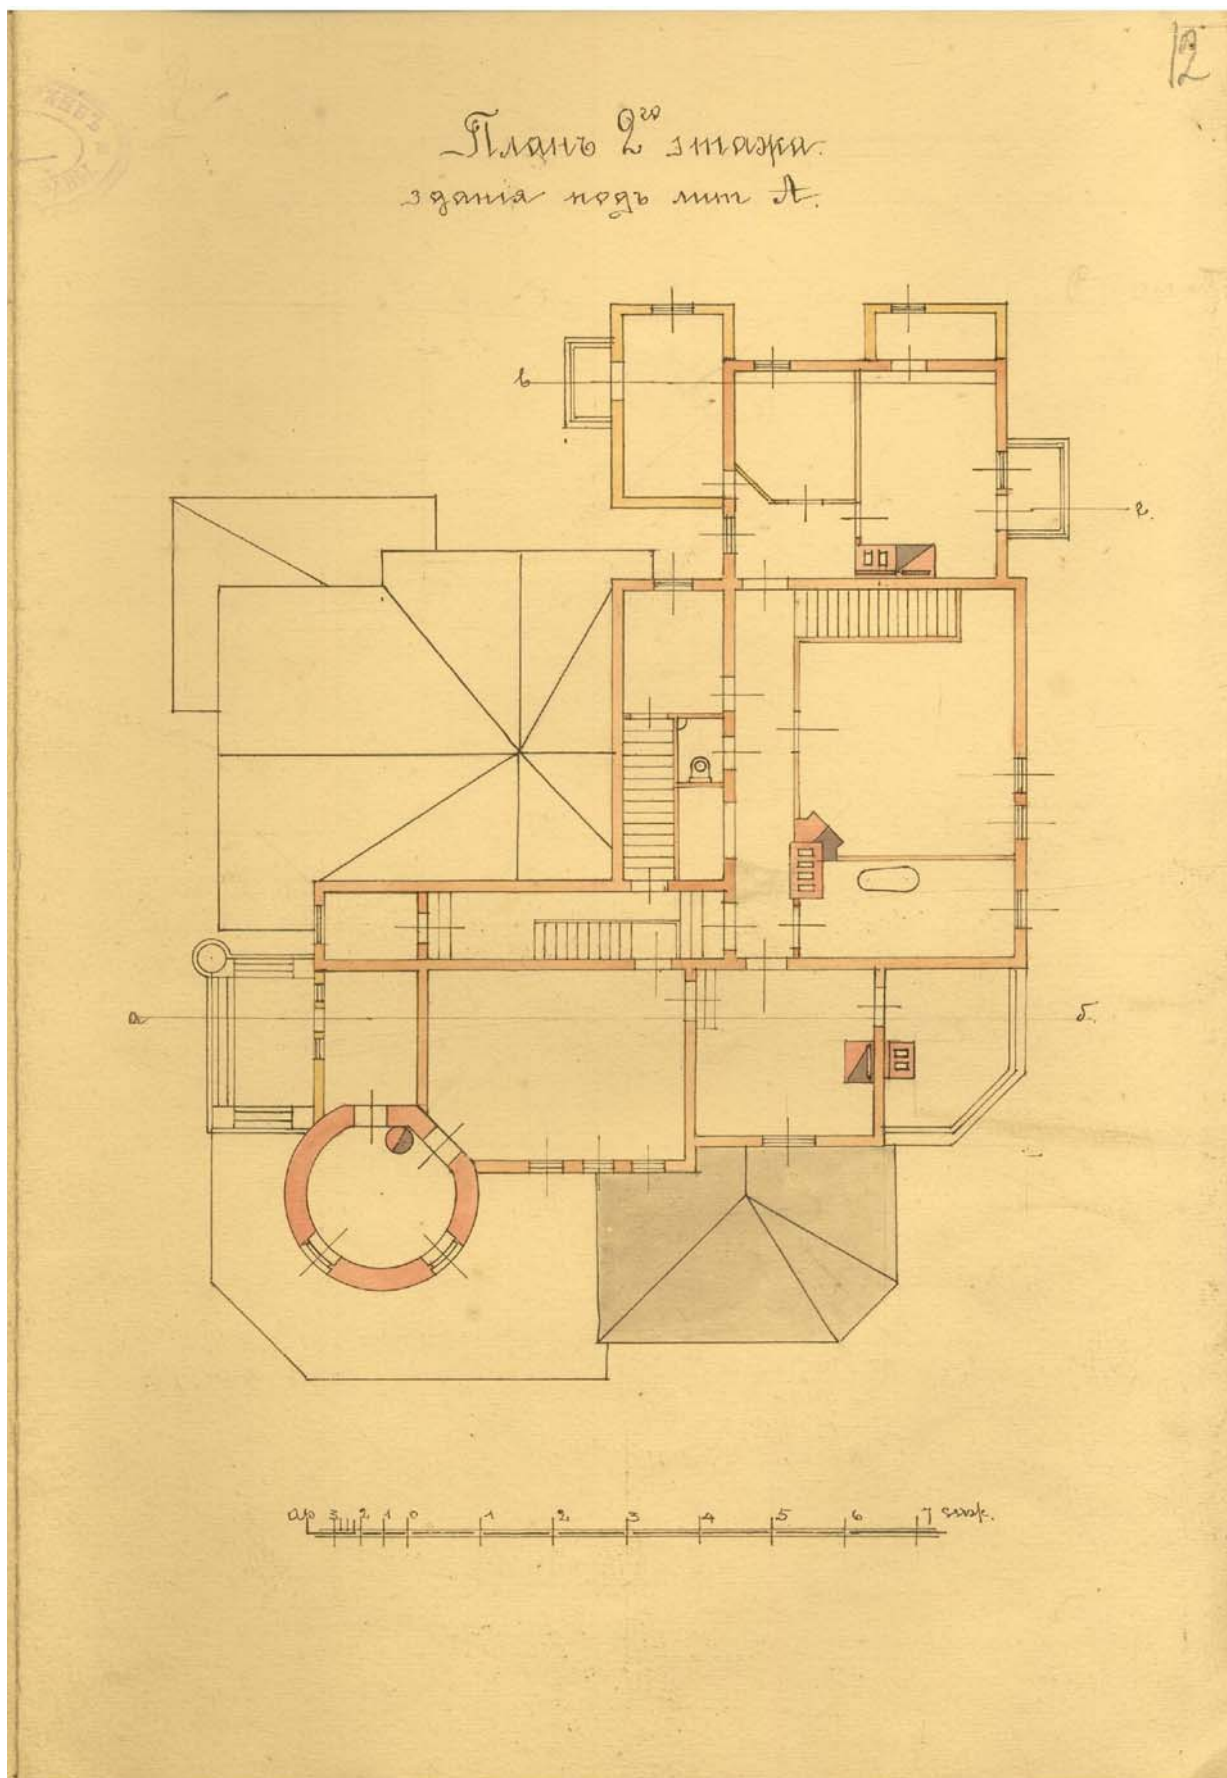 12
Планъ 2го этажа.
зданія подъ лит А.
в
г.
а
б.
ар 3 2 1 0 1 2 3 4 5 6 7 саж.